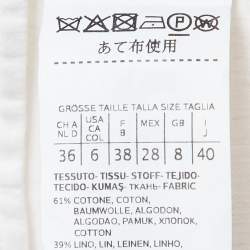 あて布使用
GRÖSSE TAILLE TALLA SIZE TAGLIA
CH A
NL D
USA
CA
COL
F
B
MEX
GB
I
J
36 6 38 28 8 40
TESSUTO- TISSU- STOFF- TEJIDO-
TECIDO- KUMAŞ- ТКАНЬ- FABRIC
61% COTONE, COTON,
BAUMWOLLE, ALGODON,
ALGODÃO, PAMUK, ХЛОПОК,
COTTON
39% LINO, LIN, LEINEN, LINHO,